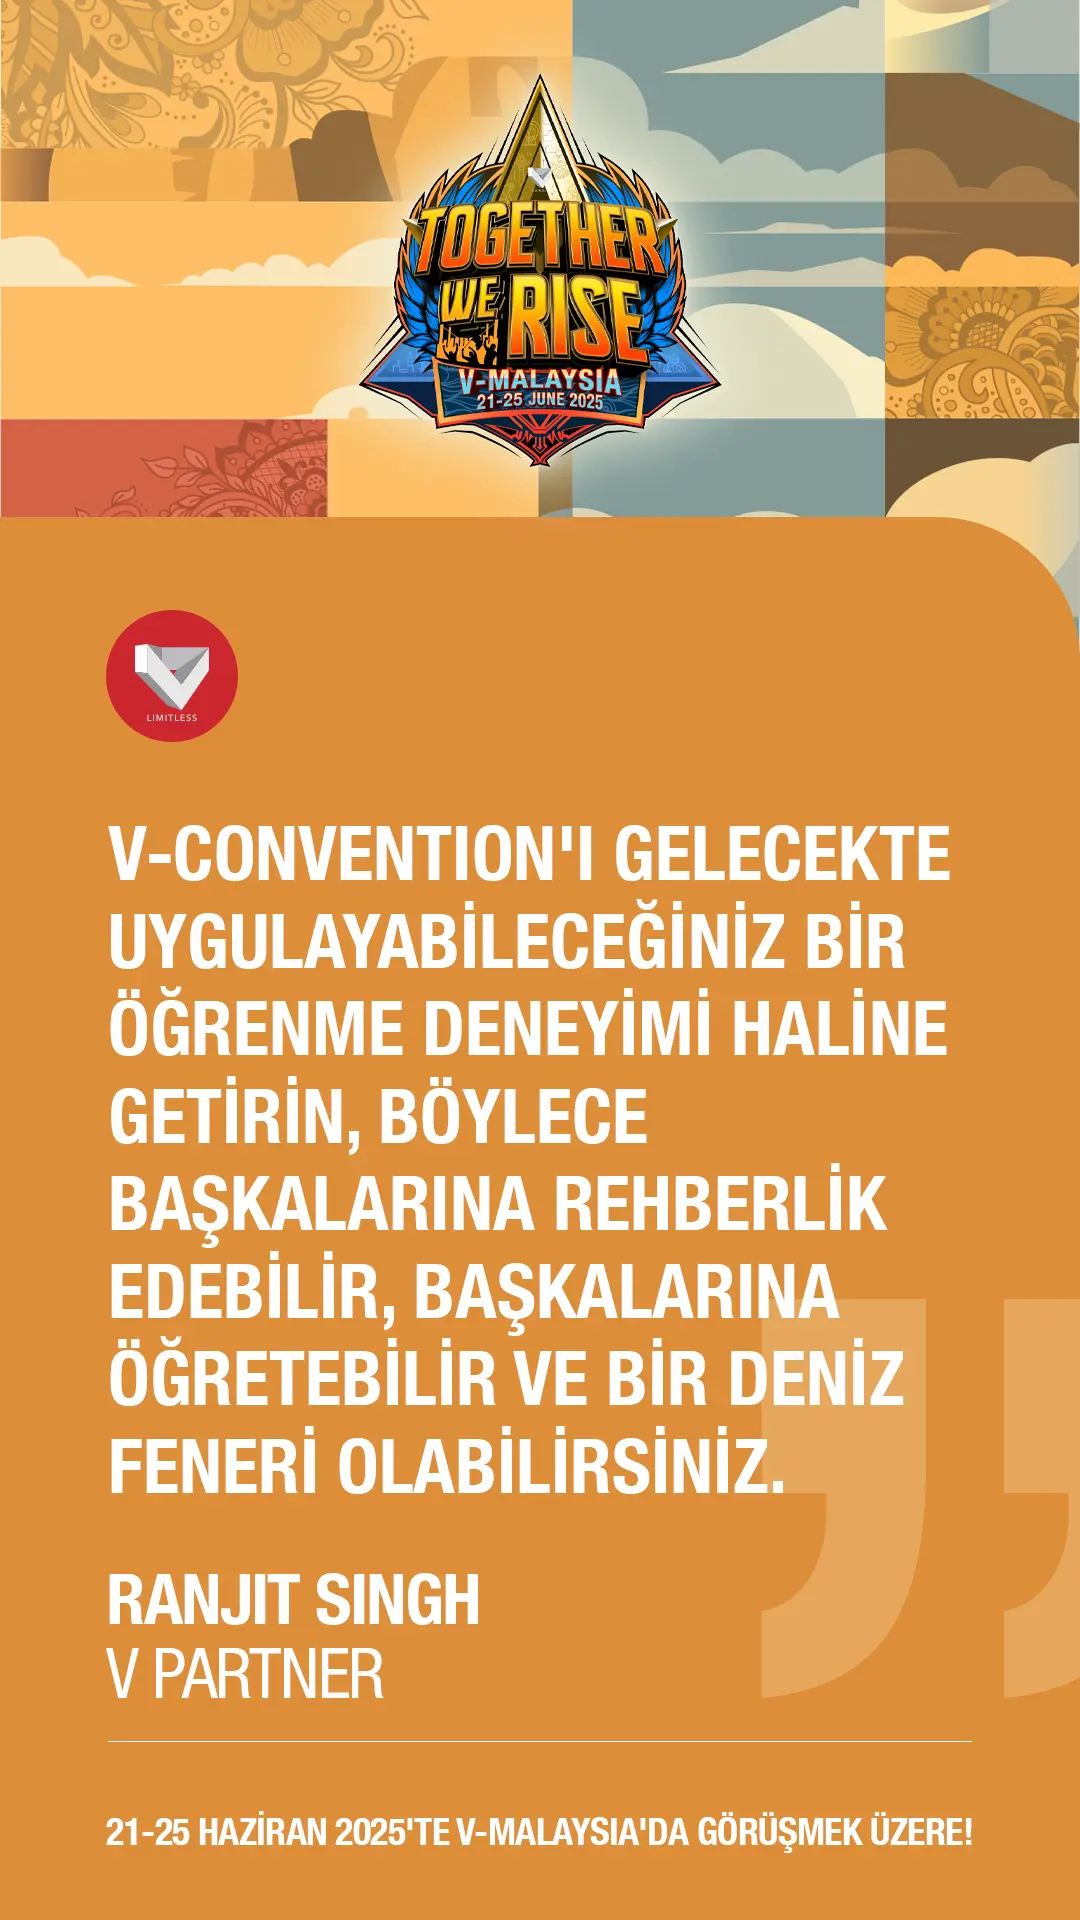 TOGETHER
WE RISE
V-MALAYSIA
21-25 JUNE 2025
LIMITLESS
V-CONVENTION'I GELECEKTE
UYGULAYABİLECEĞİNİZ BİR
ÖĞRENME DENEYİMİ HALİNE
GETİRİN, BÖYLECE
BAŞKALARINA REHBERLİK
EDEBİLİR, BAŞKALARINA
ÖĞRETEBİLİR VE BİR DENİZ
FENERİ OLABİLİRSİNİZ.
RANJIT SINGH
V PARTNER
21-25 HAZİRAN 2025'TE V-MALAYSIA'DA GÖRÜŞMEK ÜZERE!